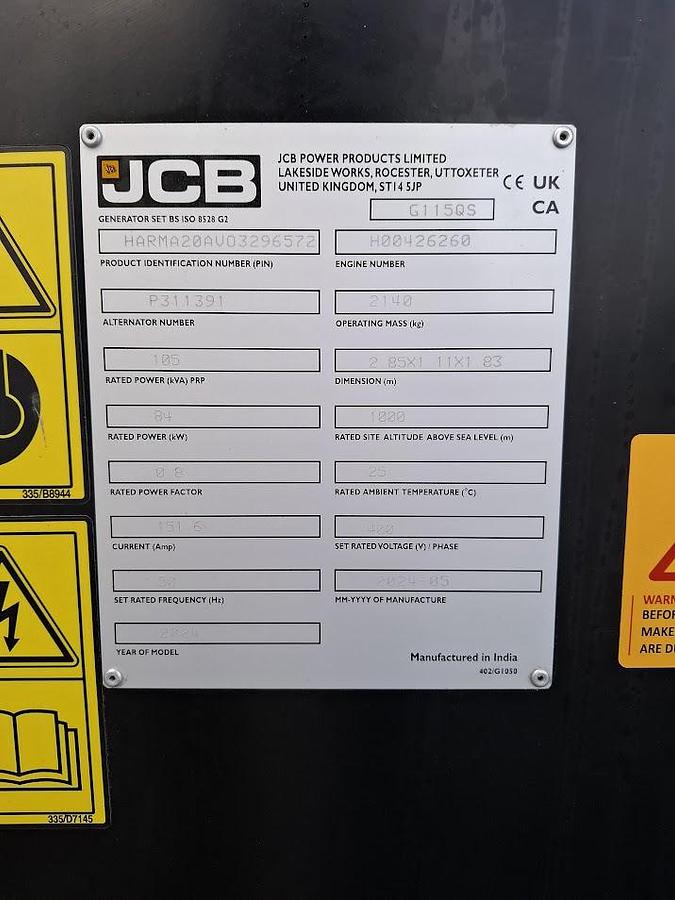 JCB
JCB POWER PRODUCTS LIMITED
LAKESIDE WORKS, ROCESTER, UTTOXETER
UNITED KINGDOM, ST14 5JP
CE UK
CA
G115QS
GENERATOR SET BS ISO 8528 G2
HARMA20AV03296572
PRODUCT IDENTIFICATION NUMBER (PIN)
H00426260
ENGINE NUMBER
P311391
ALTERNATOR NUMBER
2140
OPERATING MASS (kg)
105
RATED POWER (kVA) PRP
2 85X1 11X1 83
DIMENSION (m)
84
RATED POWER (kW)
1000
RATED SITE ALTITUDE ABOVE SEA LEVEL (m)
0 8
RATED POWER FACTOR
25
RATED AMBIENT TEMPERATURE (°C)
151 6
CURRENT (Amp)
400
SET RATED VOLTAGE (V) / PHASE
50
SET RATED FREQUENCY (Hz)
2024-05
MM-YYYY OF MANUFACTURE
2024
YEAR OF MODEL
Manufactured in India
402/G1050
335/B8944
335/D7145
WARN
BEFOR
MAKE
ARE DU